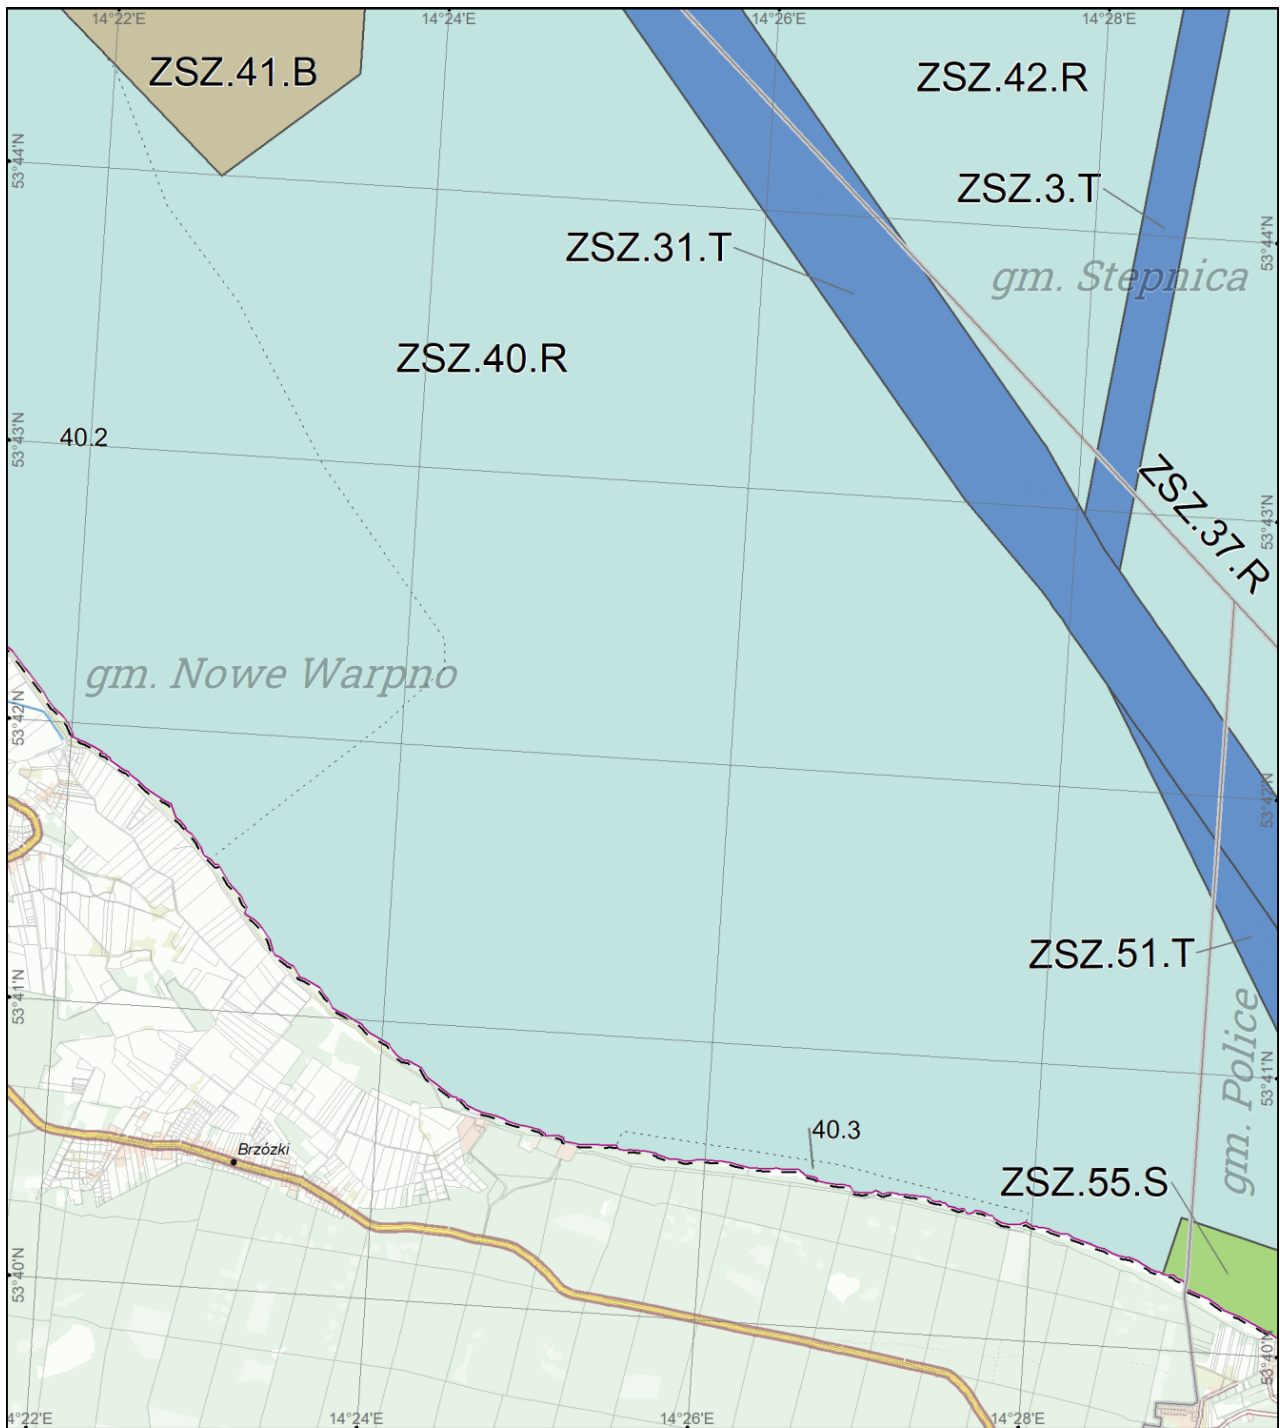 14°22'E
14°24'E
14°26'E
14°28'E
ZSZ.41.B
ZSZ.42.R
53°44'N
ZSZ.3.T
ZSZ.31.T
53°44'N
gm. Stepnica
ZSZ.40.R
53°43'N
40.2
ZSZ.37.R
53°43'N
gm. Nowe Warpno
53°42'N
53°42'N
ZSZ.51.T
53°41'N
gm. Police
53°41'N
40.3
Brzózki
ZSZ.55.S
53°40'N
53°40'N
4°22'E
14°24'E
14°26'E
14°28'E